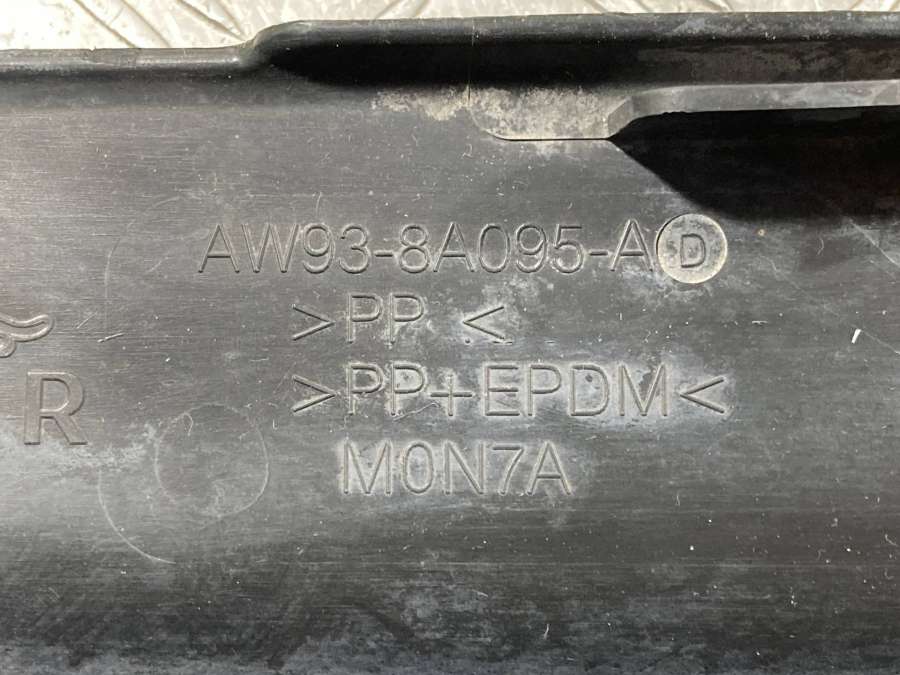 AW93-8A095-AD
>PP <
>PP+EPDM<
R
M0N7A